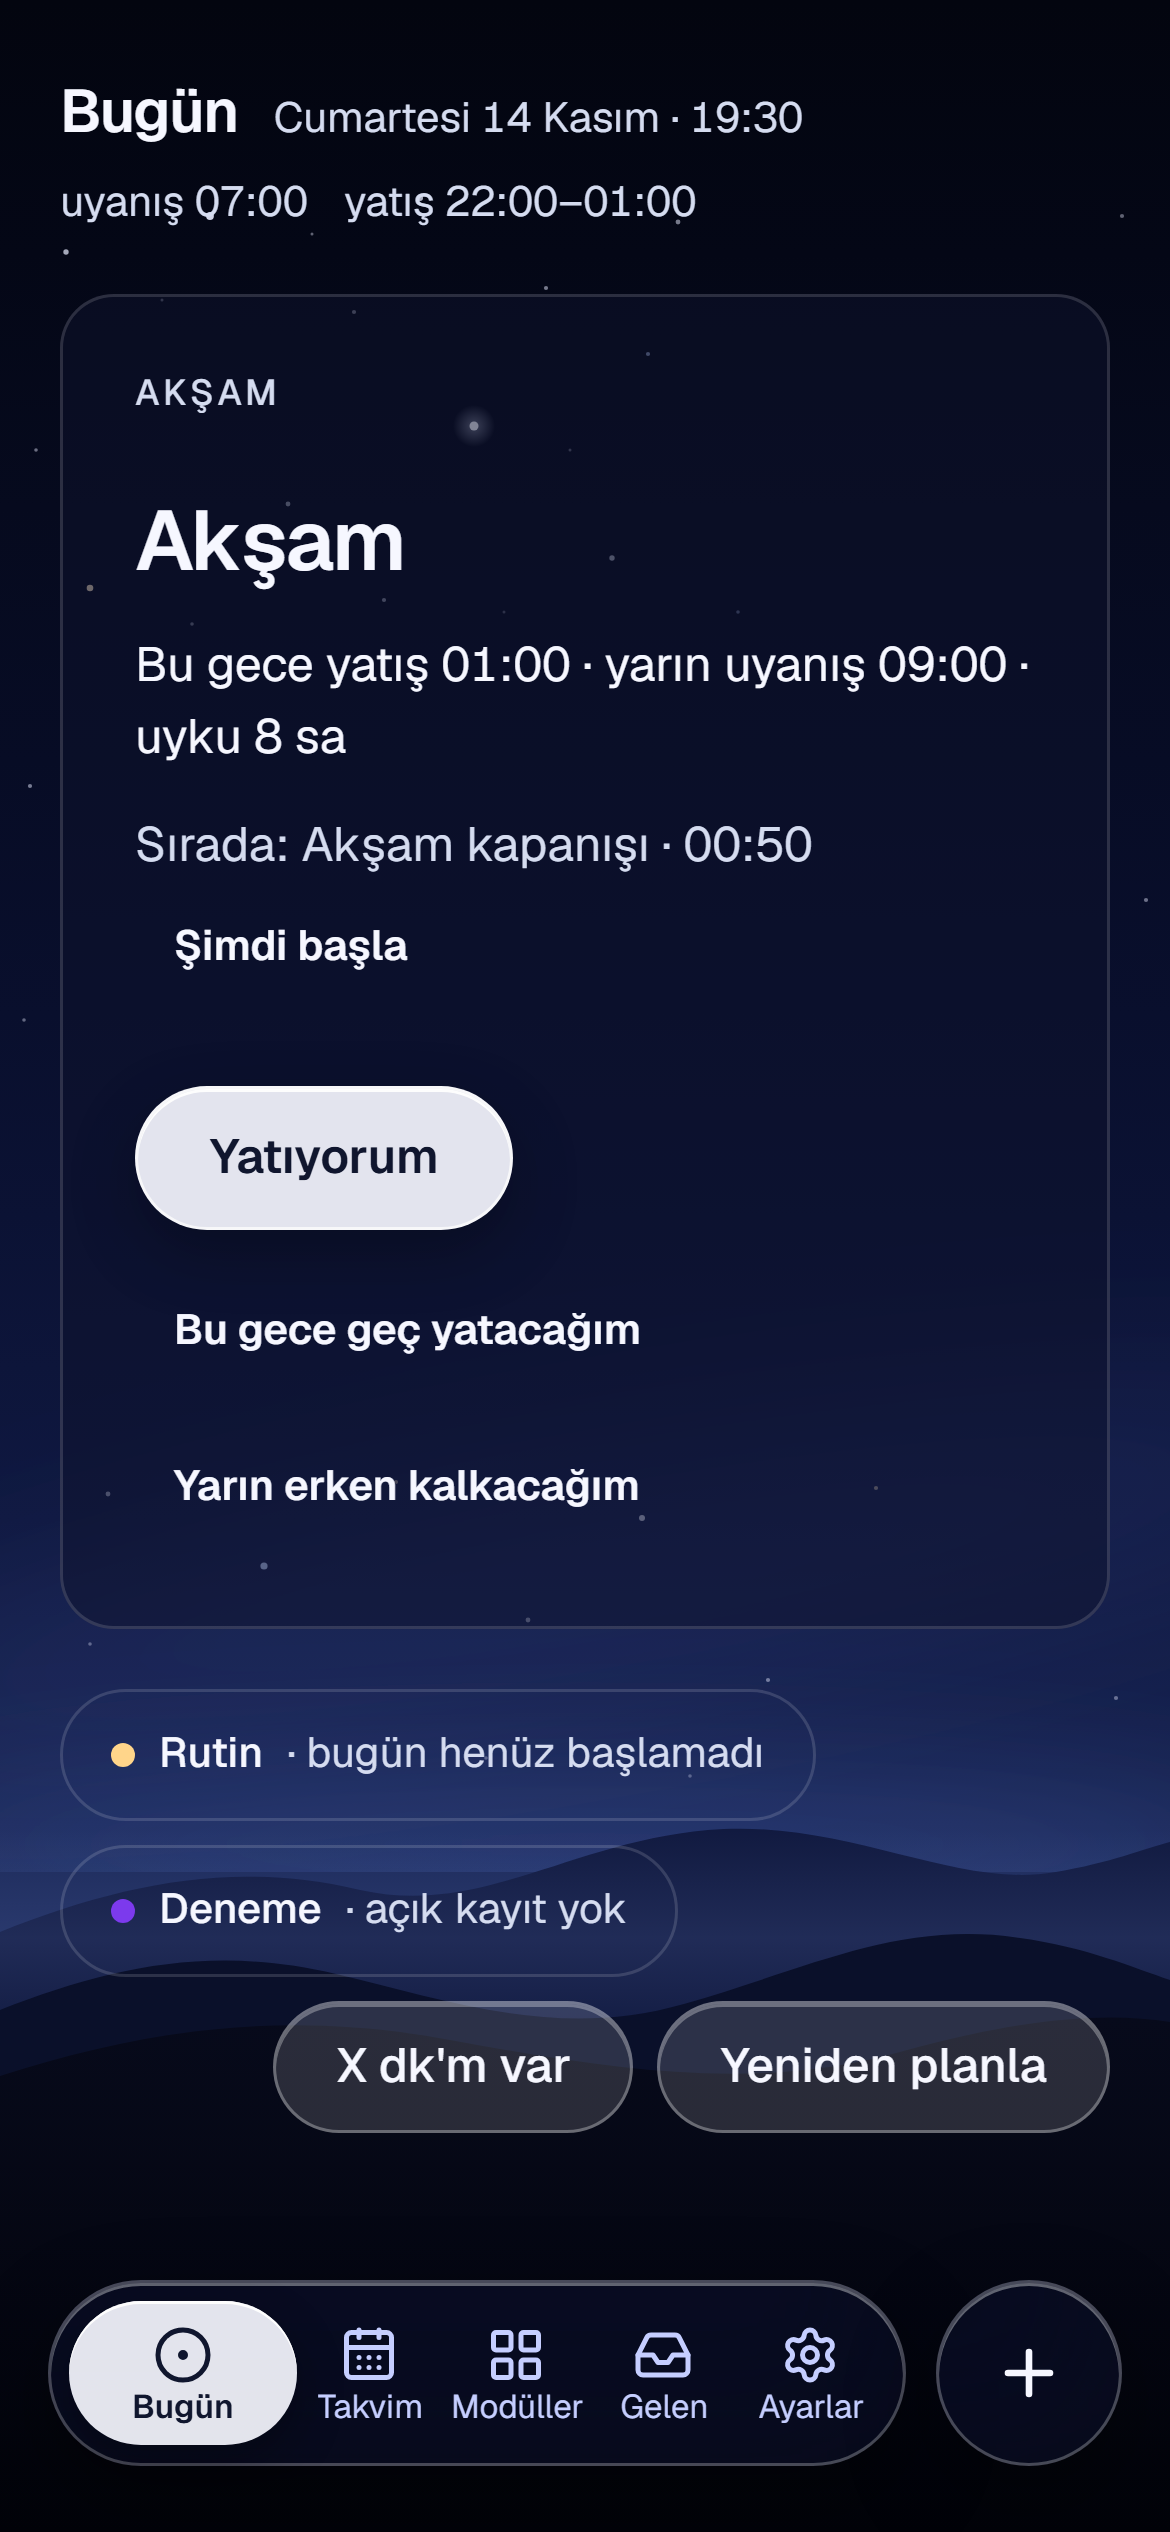 Bugün Cumartesi 14 Kasım · 19:30
uyanış 07:00 yatış 22:00–01:00
AKŞAM
Akşam
Bu gece yatış 01:00 · yarın uyanış 09:00 ·
uyku 8 sa
Sırada: Akşam kapanışı · 00:50
Şimdi başla
Yatıyorum
Bu gece geç yatacağım
Yarın erken kalkacağım
Rutin · bugün henüz başlamadı
Deneme · açık kayıt yok
X dk'm var Yeniden planla
Bugün Takvim Modüller Gelen Ayarlar